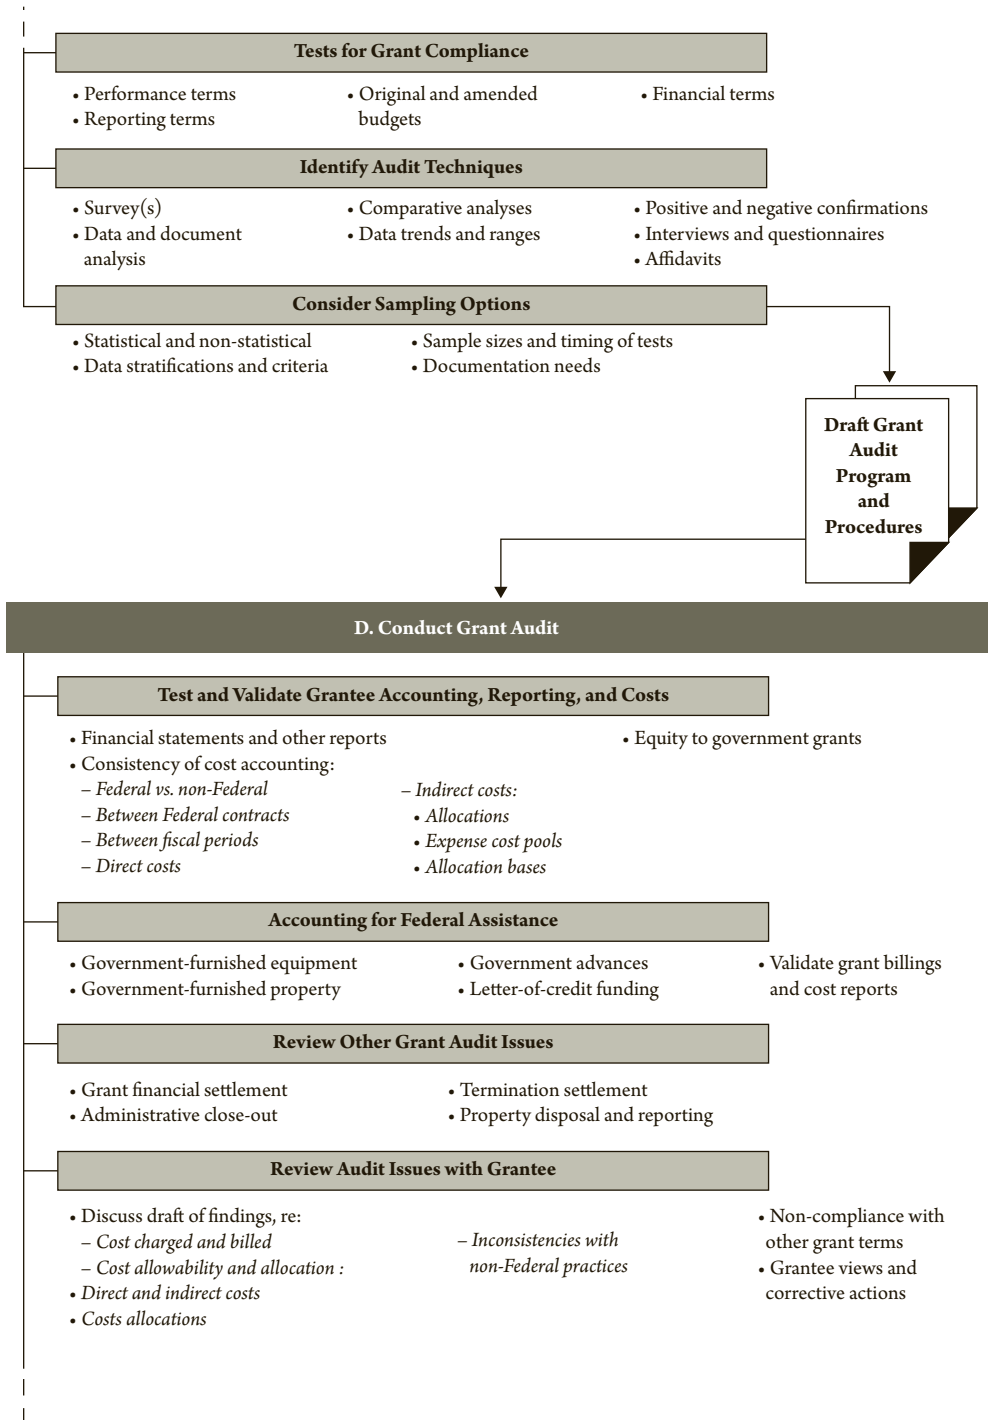 Tests for Grant Compliance
• Performance terms
• Reporting terms
• Original and amended
budgets
• Financial terms
Identify Audit Techniques
• Survey(s)
• Data and document
analysis
• Comparative analyses
• Data trends and ranges
• Positive and negative confirmations
• Interviews and questionnaires
• Affidavits
Consider Sampling Options
• Statistical and non-statistical
• Data stratifications and criteria
• Sample sizes and timing of tests
• Documentation needs
Draft Grant
Audit
Program
and
Procedures
D. Conduct Grant Audit
Test and Validate Grantee Accounting, Reporting, and Costs
• Financial statements and other reports
• Consistency of cost accounting:
– Federal vs. non-Federal
– Between Federal contracts
– Between fiscal periods
– Direct costs
– Indirect costs:
• Allocations
• Expense cost pools
• Allocation bases
• Equity to government grants
Accounting for Federal Assistance
• Government-furnished equipment
• Government-furnished property
• Government advances
• Letter-of-credit funding
• Validate grant billings
and cost reports
Review Other Grant Audit Issues
• Grant financial settlement
• Administrative close-out
• Termination settlement
• Property disposal and reporting
Review Audit Issues with Grantee
• Discuss draft of findings, re:
– Cost charged and billed
– Cost allowability and allocation :
• Direct and indirect costs
• Costs allocations
– Inconsistencies with
non-Federal practices
• Non-compliance with
other grant terms
• Grantee views and
corrective actions